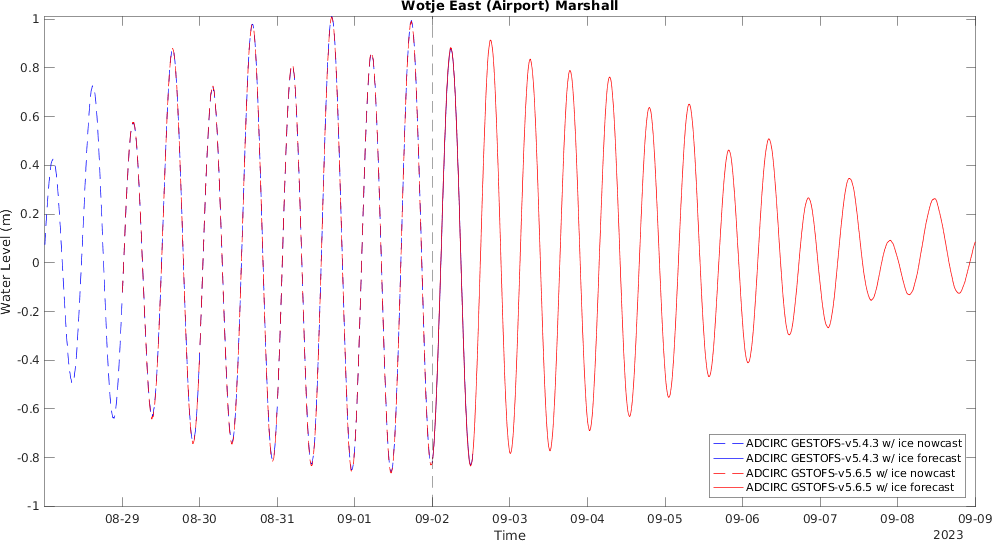 Wotje East (Airport) Marshall
1
0.8
0.6
0.4
0.2
0
-0.2
-0.4
-0.6
-0.8
-1
Water Level (m)
ADCIRC GESTOFS-v5.4.3 w/ ice nowcast
ADCIRC GESTOFS-v5.4.3 w/ ice forecast
ADCIRC GSTOFS-v5.6.5 w/ ice nowcast
ADCIRC GSTOFS-v5.6.5 w/ ice forecast
08-29 08-30 08-31 09-01 09-02 09-03 09-04 09-05 09-06 09-07 09-08 09-09
Time
2023